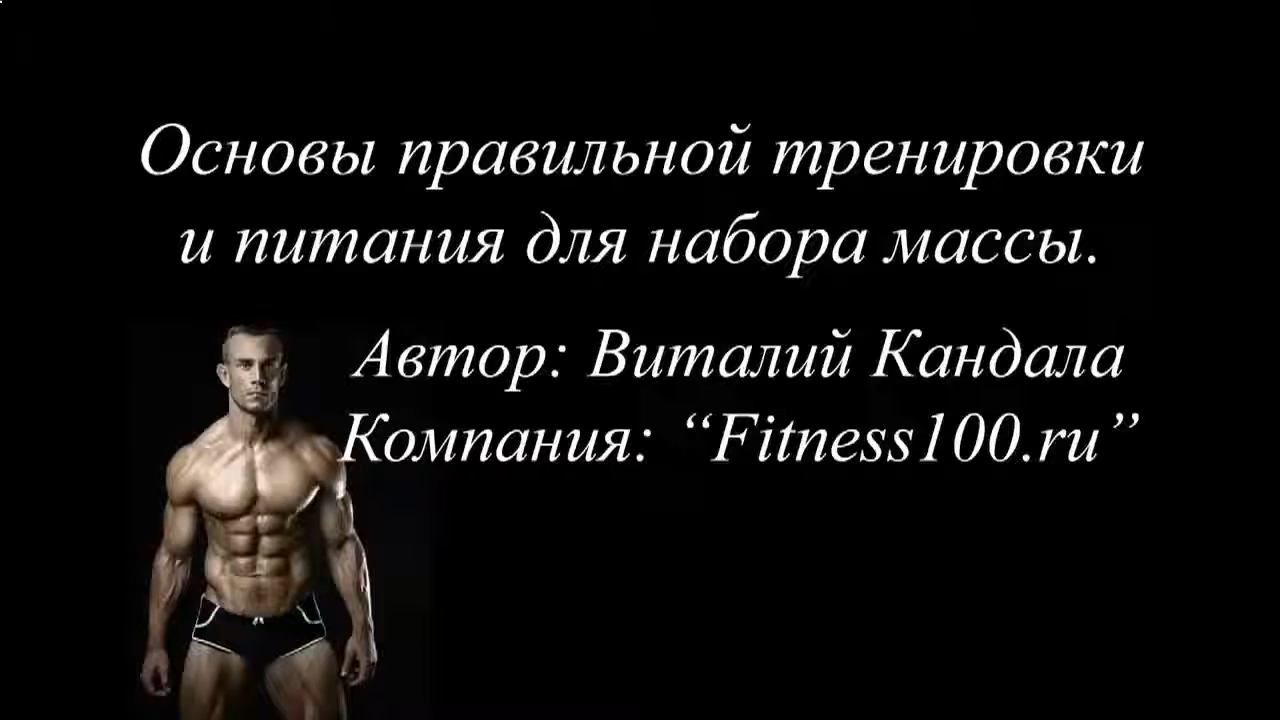 Основы правильной тренировки
и питания для набора массы.
Автор: Виталий Кандала
Компания: “Fitness100.ru”